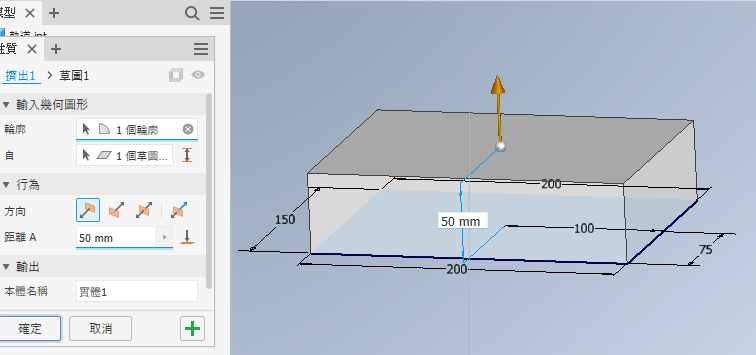 模型 × +
軌道.ipt
性質 × +
擠出1 > 草圖1
輸入幾何圖形
輪廓 1 個輪廓
自 1 個草圖...
行為
方向
距離 A 50 mm
輸出
本體名稱 實體1
確定 取消
200
150
50 mm
100
75
200